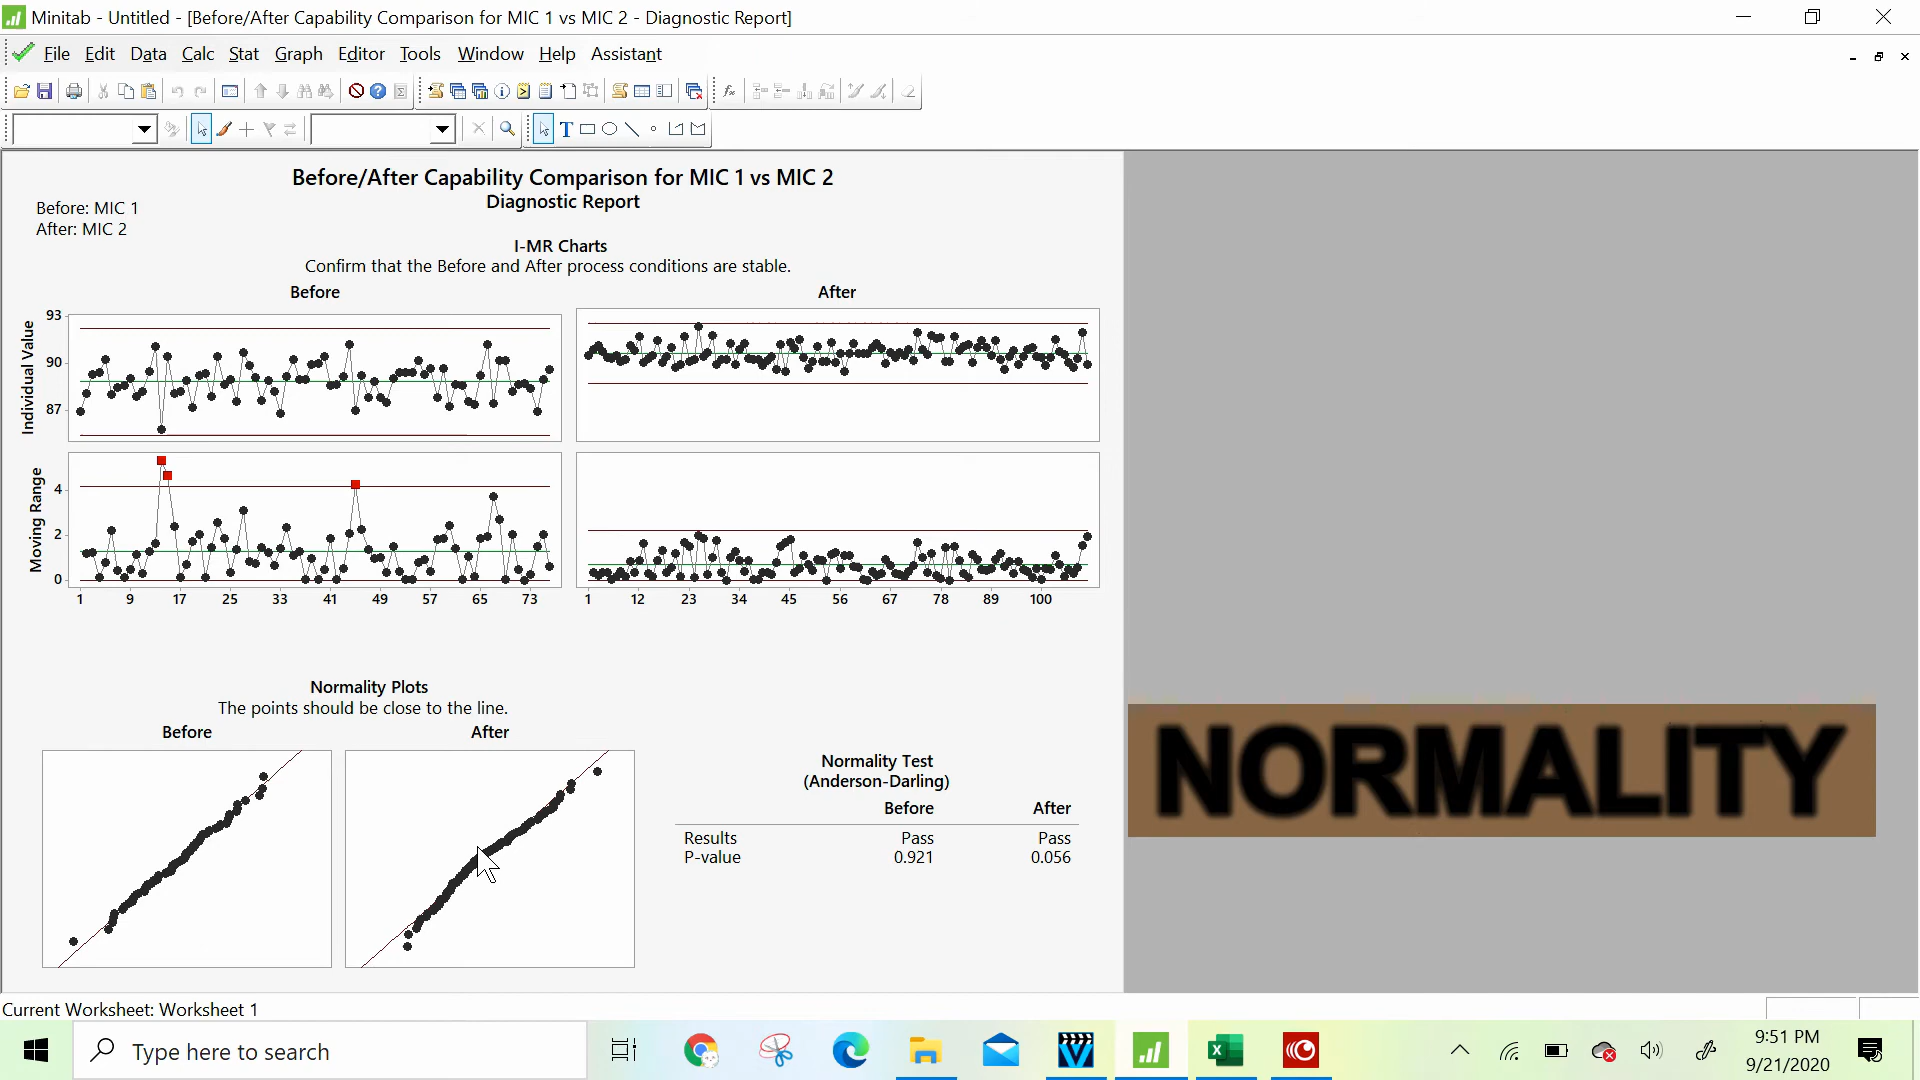 Minitab - Untitled - [Before/After Capability Comparison for MIC 1 vs MIC 2 - Diagnostic Report]
File Edit Data Calc Stat Graph Editor Tools Window Help Assistant
Before/After Capability Comparison for MIC 1 vs MIC 2
Diagnostic Report
Before: MIC 1
After: MIC 2
I-MR Charts
Confirm that the Before and After process conditions are stable.
Before After
Individual Value
93
90
87
Moving Range
4
2
0
1 9 17 25 33 41 49 57 65 73
1 12 23 34 45 56 67 78 89 100
Normality Plots
The points should be close to the line.
Before After
Normality Test
(Anderson-Darling)
Before After
Results Pass Pass
P-value 0.921 0.056
NORMALITY
Current Worksheet: Worksheet 1
Type here to search
9:51 PM
9/21/2020